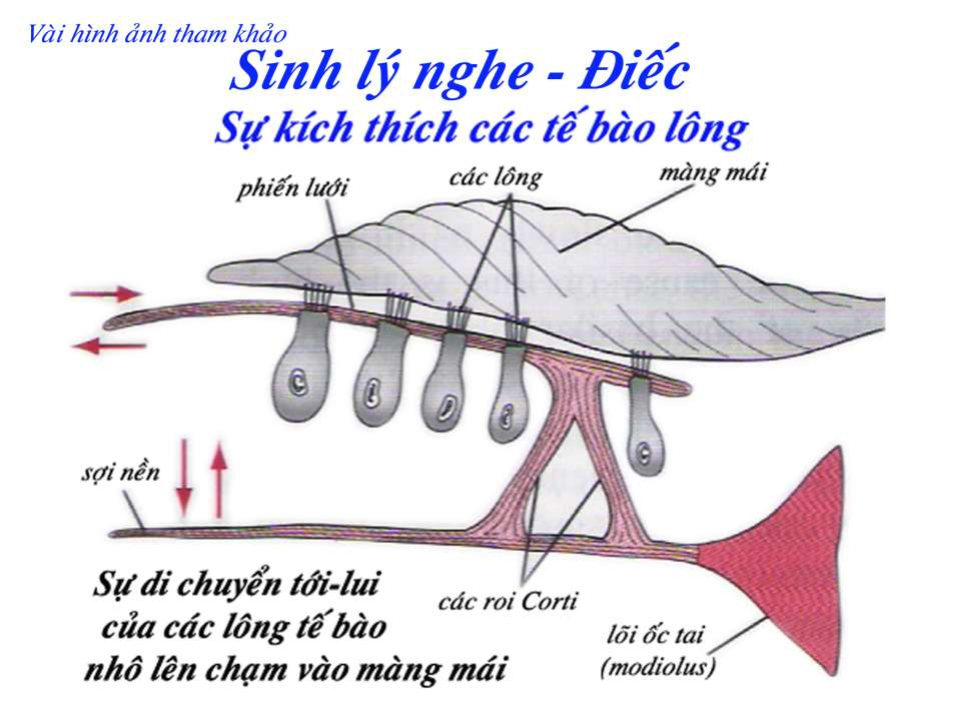 Vài hình ảnh tham khảo
Sinh lý nghe - Điếc
Sự kích thích các tế bào lông
phiến lưới
các lông
màng mái
sợi nền
Sự di chuyển tới-lui
của các lông tế bào
nhô lên chạm vào màng mái
các roi Corti
lõi ốc tai
(modiolus)